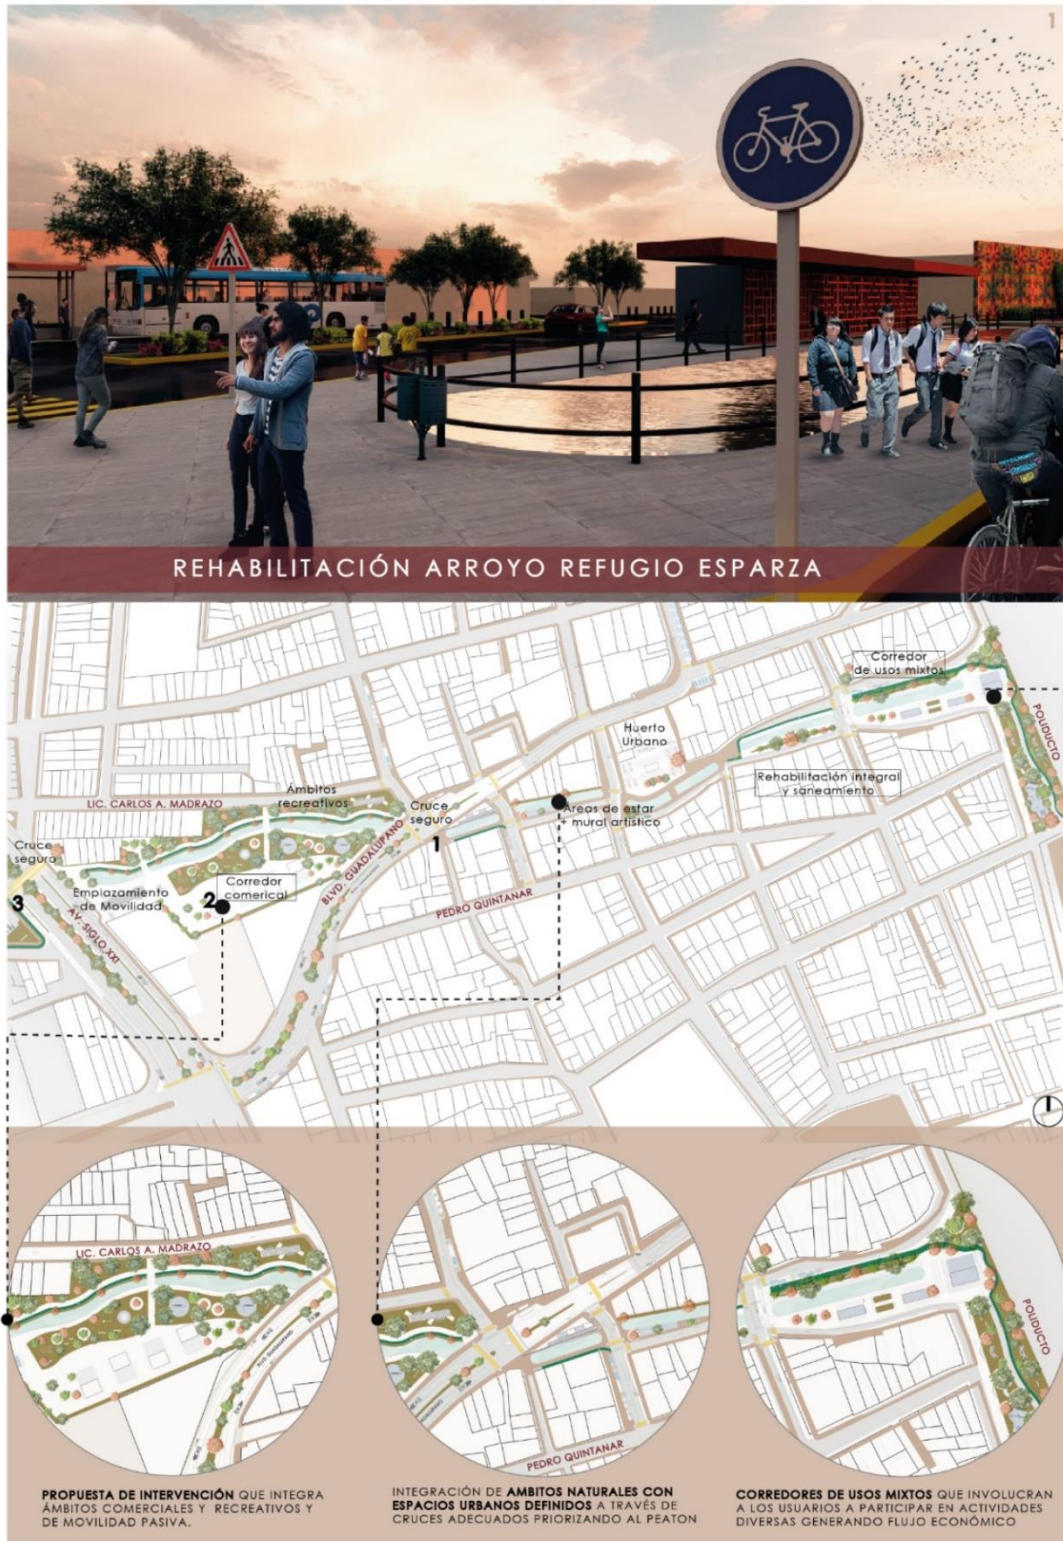 1
REHABILITACIÓN ARROYO REFUGIO ESPARZA
Corredor
de usos mixtos
POLIDUCTO
Huerto
Urbano
Rehabilitación integral
y saneamiento
Ámbitos
recreativos
LIC. CARLOS A. MADRAZO
Cruce
seguro
1
Áreas de estar
+ mural artístico
BLVD. GUADALUPANO
Cruce
seguro
3
Emplazamiento
de Movilidad
2
Corredor
comerical
AV. SIGLO XXI
PEDRO QUINTANAR
LIC. CARLOS A. MADRAZO
BLVD. GUADALUPANO
PEDRO QUINTANAR
POLIDUCTO
PROPUESTA DE INTERVENCIÓN QUE INTEGRA
ÁMBITOS COMERCIALES Y RECREATIVOS Y
DE MOVILIDAD PASIVA.
INTEGRACIÓN DE AMBITOS NATURALES CON
ESPACIOS URBANOS DEFINIDOS A TRAVÉS DE
CRUCES ADECUADOS PRIORIZANDO AL PEATON
CORREDORES DE USOS MIXTOS QUE INVOLUCRAN
A LOS USUARIOS A PARTICIPAR EN ACTIVIDADES
DIVERSAS GENERANDO FLUJO ECONÓMICO